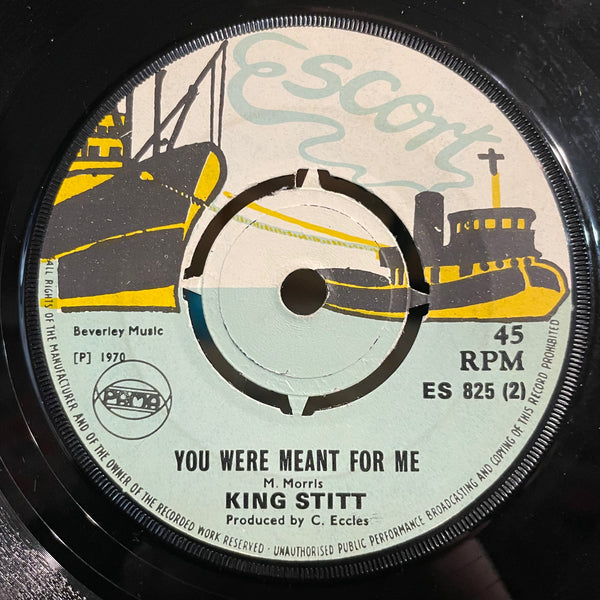 Escort
Beverley Music
[P] 1970
PAMA
45
RPM
ES 825 (2)
YOU WERE MEANT FOR ME
M. Morris
KING STITT
Produced by C. Eccles
ALL RIGHTS OF THE MANUFACTURER AND OF THE OWNER OF THE RECORDED WORK RESERVED - UNAUTHORISED PUBLIC PERFORMANCE BROADCASTING AND COPYING OF THIS RECORD PROHIBITED